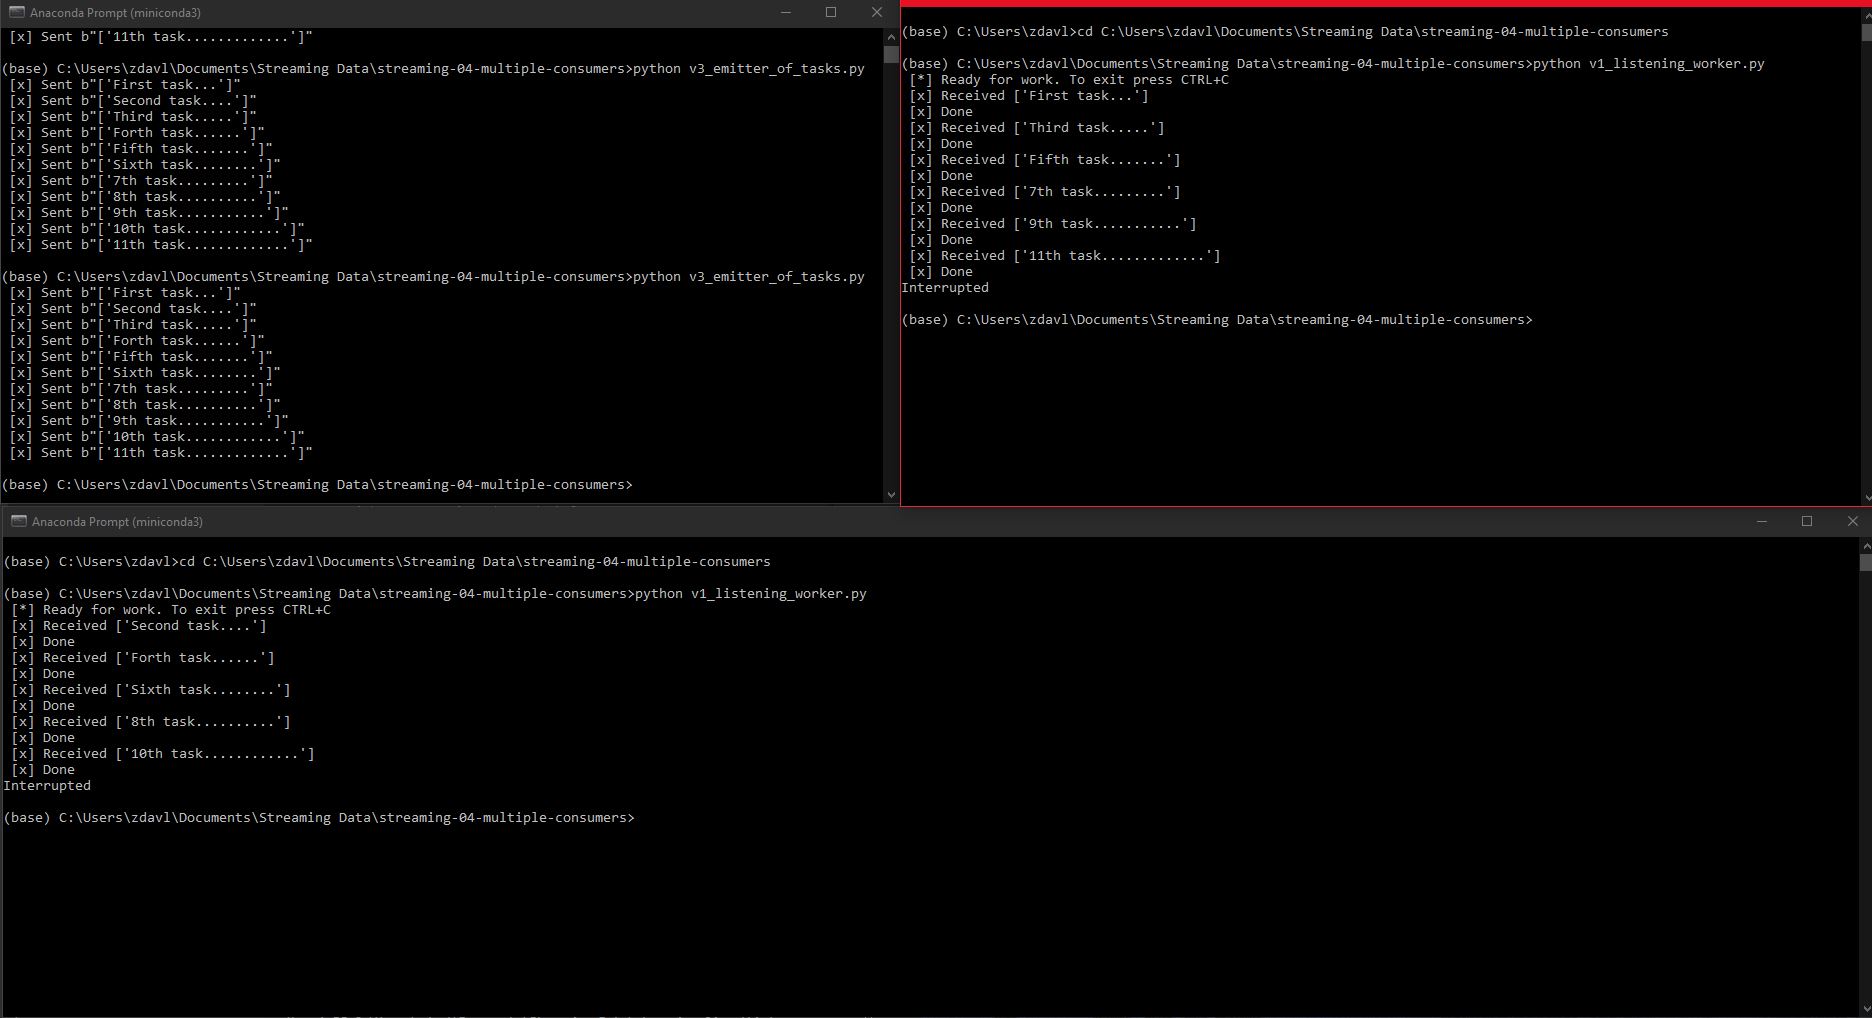 Anaconda Prompt (miniconda3)
[x] Sent b"['11th task.............']"
(base) C:\Users\zdavl\Documents\Streaming Data\streaming-04-multiple-consumers>python v3_emitter_of_tasks.py
[x] Sent b"['First task...']"
[x] Sent b"['Second task....']"
[x] Sent b"['Third task.....']"
[x] Sent b"['Forth task......']"
[x] Sent b"['Fifth task.......']"
[x] Sent b"['Sixth task........']"
[x] Sent b"['7th task.........']"
[x] Sent b"['8th task..........']"
[x] Sent b"['9th task...........']"
[x] Sent b"['10th task............']"
[x] Sent b"['11th task.............']"
(base) C:\Users\zdavl\Documents\Streaming Data\streaming-04-multiple-consumers>python v3_emitter_of_tasks.py
[x] Sent b"['First task...']"
[x] Sent b"['Second task....']"
[x] Sent b"['Third task.....']"
[x] Sent b"['Forth task......']"
[x] Sent b"['Fifth task.......']"
[x] Sent b"['Sixth task........']"
[x] Sent b"['7th task.........']"
[x] Sent b"['8th task..........']"
[x] Sent b"['9th task...........']"
[x] Sent b"['10th task............']"
[x] Sent b"['11th task.............']"
(base) C:\Users\zdavl\Documents\Streaming Data\streaming-04-multiple-consumers>
(base) C:\Users\zdavl>cd C:\Users\zdavl\Documents\Streaming Data\streaming-04-multiple-consumers
(base) C:\Users\zdavl\Documents\Streaming Data\streaming-04-multiple-consumers>python v1_listening_worker.py
[*] Ready for work. To exit press CTRL+C
[x] Received ['First task...']
[x] Done
[x] Received ['Third task.....']
[x] Done
[x] Received ['Fifth task.......']
[x] Done
[x] Received ['7th task.........']
[x] Done
[x] Received ['9th task...........']
[x] Done
[x] Received ['11th task.............']
[x] Done
Interrupted
(base) C:\Users\zdavl\Documents\Streaming Data\streaming-04-multiple-consumers>
Anaconda Prompt (miniconda3)
(base) C:\Users\zdavl>cd C:\Users\zdavl\Documents\Streaming Data\streaming-04-multiple-consumers
(base) C:\Users\zdavl\Documents\Streaming Data\streaming-04-multiple-consumers>python v1_listening_worker.py
[*] Ready for work. To exit press CTRL+C
[x] Received ['Second task....']
[x] Done
[x] Received ['Forth task......']
[x] Done
[x] Received ['Sixth task........']
[x] Done
[x] Received ['8th task..........']
[x] Done
[x] Received ['10th task............']
[x] Done
Interrupted
(base) C:\Users\zdavl\Documents\Streaming Data\streaming-04-multiple-consumers>